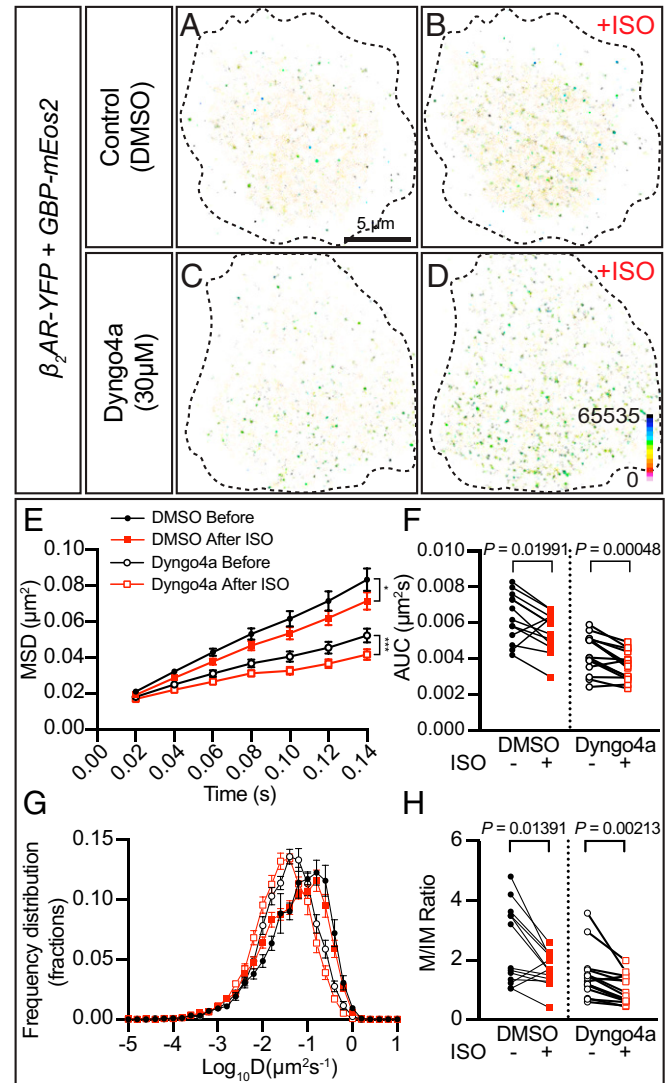 β2AR-YFP + GBP-mEos2
Control
(DMSO)
Dyngo4a
(30μM)
A
5 μm
B
+ISO
C
D
+ISO
65535
0
E
DMSO Before
DMSO After ISO
Dyngo4a Before
Dyngo4a After ISO
MSD (μm²)
0.10
0.08
0.06
0.04
0.02
0.00
*
***
0.00
0.02
0.04
0.06
0.08
0.10
0.12
0.14
Time (s)
F
P = 0.01991
P = 0.00048
AUC (μm²s)
0.010
0.008
0.006
0.004
0.002
0.000
DMSO
Dyngo4a
ISO - + - +
G
Frequency distribution
(fractions)
0.15
0.10
0.05
0.00
-5 -4 -3 -2 -1 0 1
Log10D(μm²s-1)
H
P = 0.01391
P = 0.00213
M/IM Ratio
6
4
2
0
DMSO
Dyngo4a
ISO - + - +